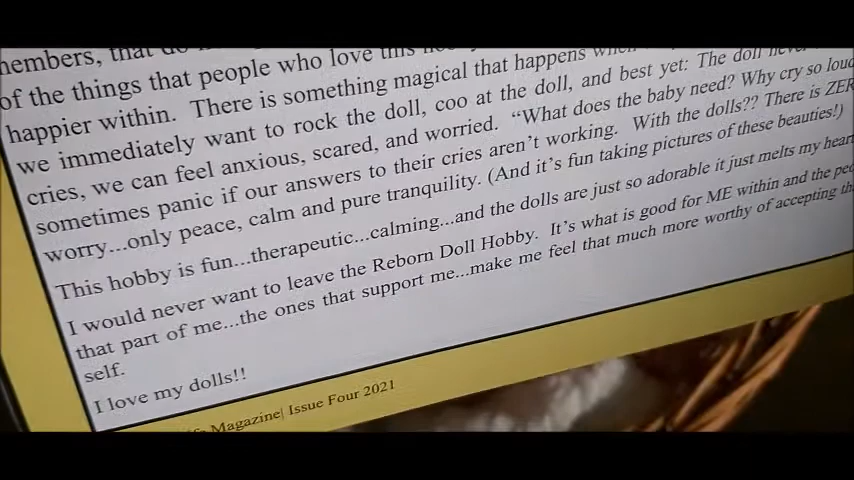 members, that do
of the things that people who love this
happier within. There is something magical that happens when
we immediately want to rock the doll, coo at the doll, and best yet: The doll never
cries, we can feel anxious, scared, and worried. “What does the baby need? Why cry so loud
sometimes panic if our answers to their cries aren’t working. With the dolls?? There is ZER
worry...only peace, calm and pure tranquility. (And it’s fun taking pictures of these beauties!)
This hobby is fun...therapeutic...calming...and the dolls are just so adorable it just melts my hear
I would never want to leave the Reborn Doll Hobby. It’s what is good for ME within and the
that part of me...the ones that support me...make me feel that much more worthy of accepting
self.
I love my dolls!!
Magazine| Issue Four 2021